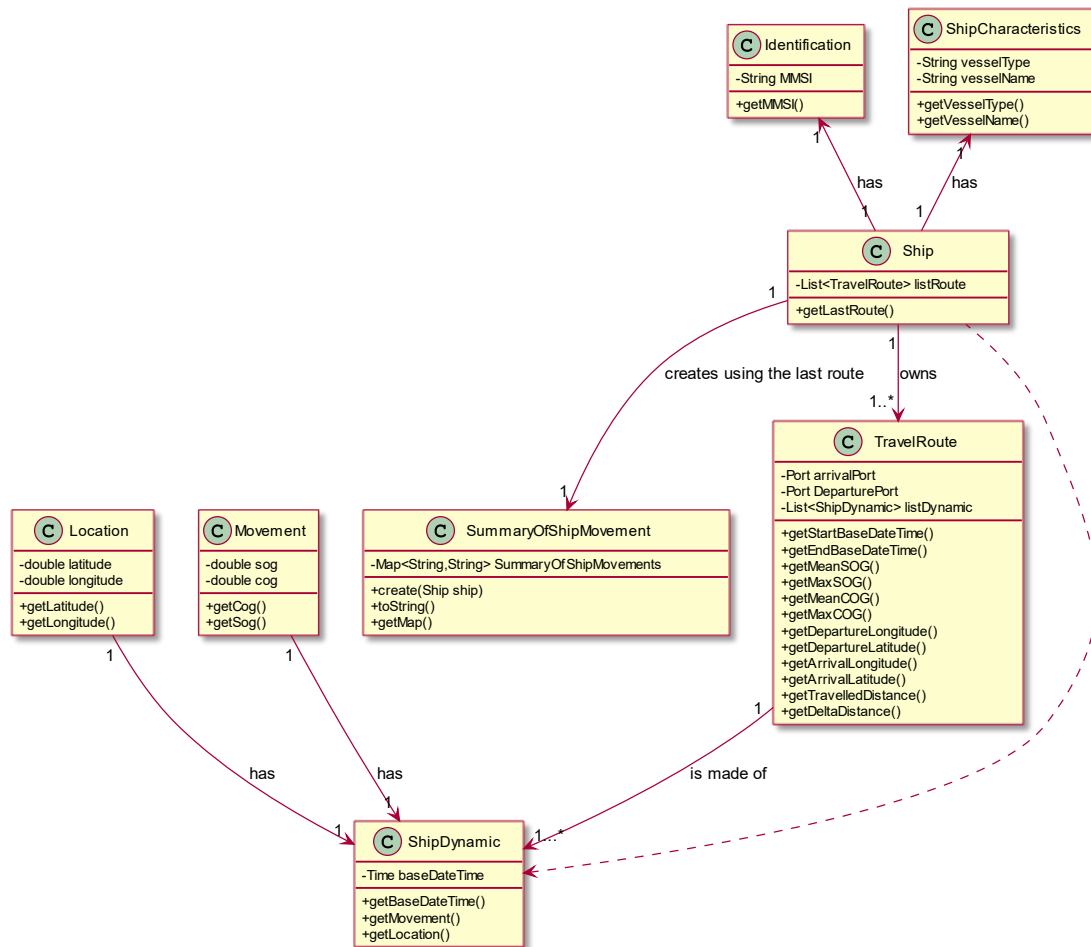 C Identification
-String MMSI
+getMMSI()
C ShipCharacteristics
-String vesselType
-String vesselName
+getVesselType()
+getVesselName()
1
1
has
has
1
1
C Ship
-List<TravelRoute> listRoute
+getLastRoute()
1
1
creates using the last route
owns
1..*
1
C TravelRoute
-Port arrivalPort
-Port DeparturePort
-List<ShipDynamic> listDynamic
+getStartBaseDateTime()
+getEndBaseDateTime()
+getMeanSOG()
+getMaxSOG()
+getMeanCOG()
+getMaxCOG()
+getDepartureLongitude()
+getDepartureLatitude()
+getArrivalLongitude()
+getArrivalLatitude()
+getTravelledDistance()
+getDeltaDistance()
C Location
-double latitude
-double longitude
+getLatitude()
+getLongitude()
C Movement
-double sog
-double cog
+getCog()
+getSog()
C SummaryOfShipMovement
-Map<String,String> SummaryOfShipMovements
+create(Ship ship)
+toString()
+getMap()
1
1
1
has
has
is made of
1
1
1...*
C ShipDynamic
-Time baseDateTime
+getBaseDateTime()
+getMovement()
+getLocation()